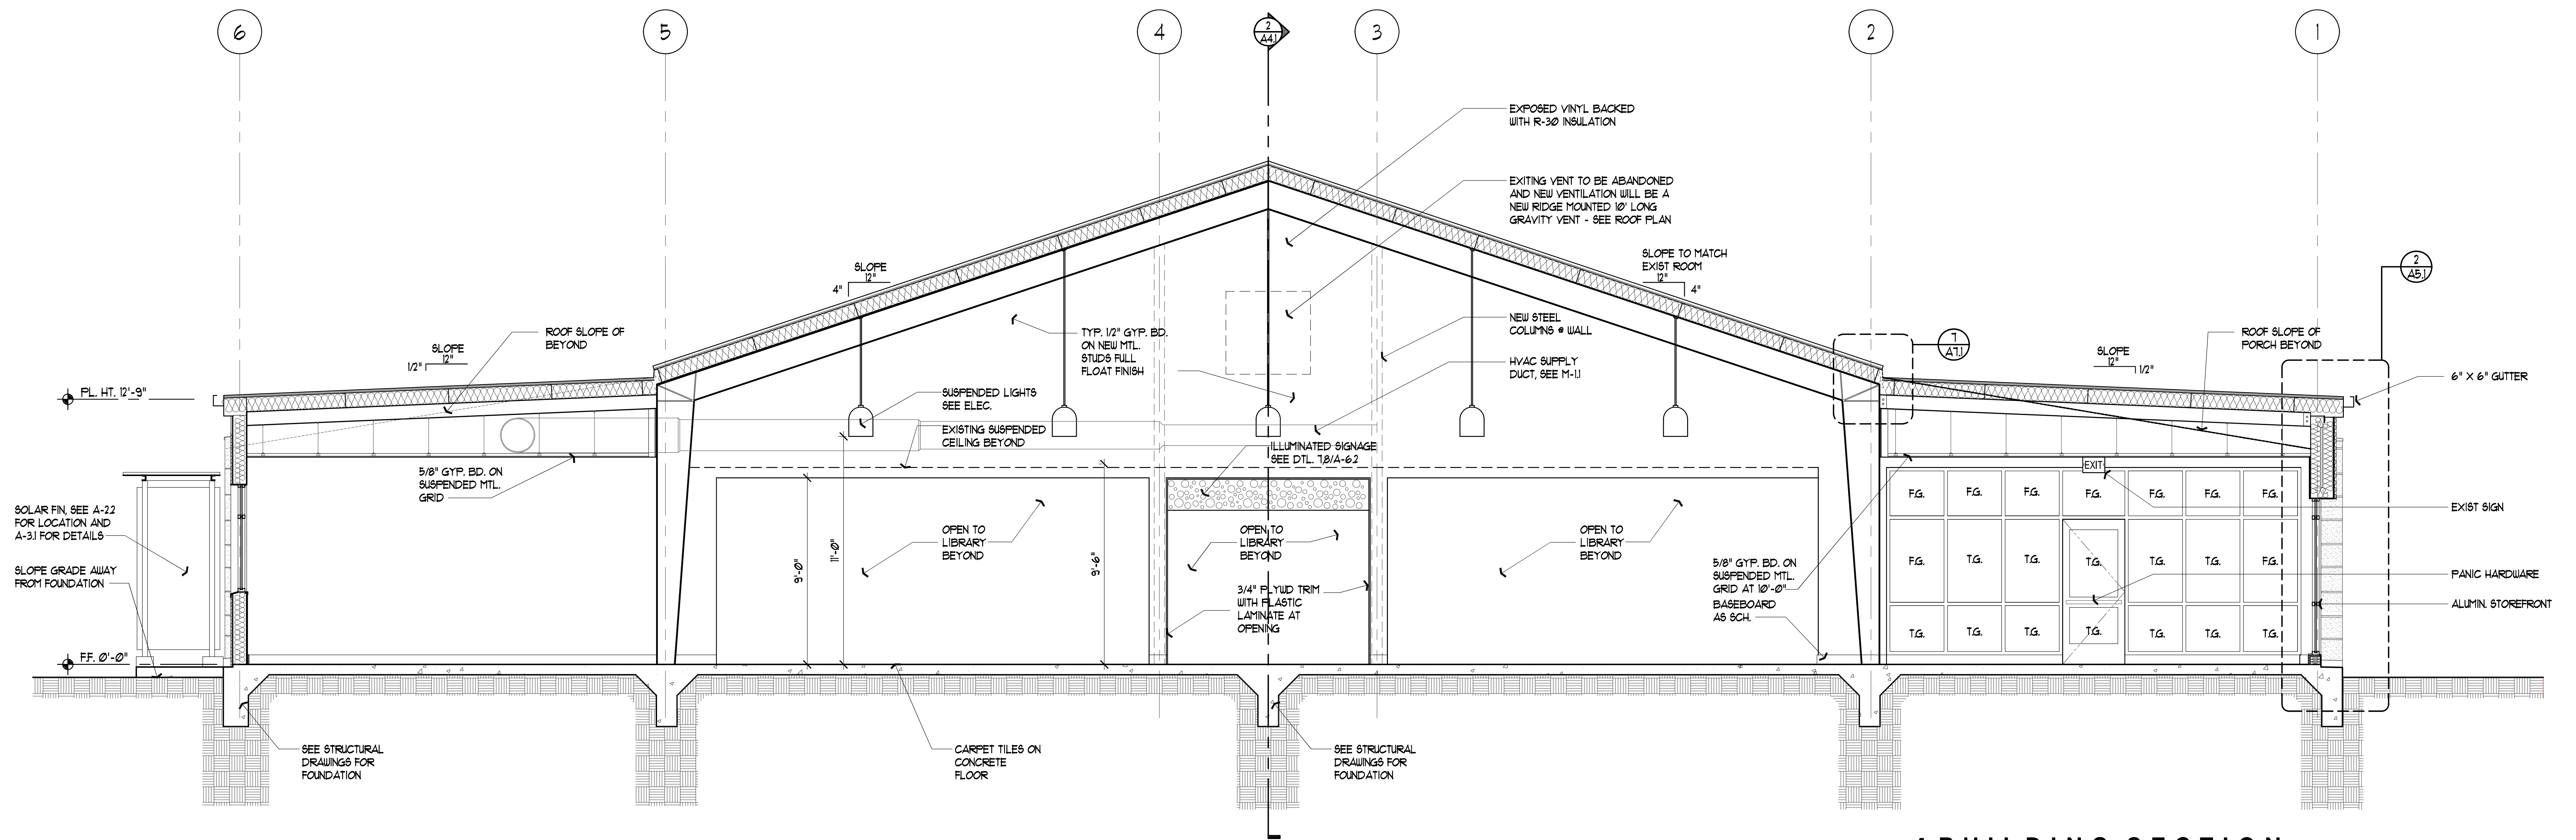 6
5
4
2
A4.1
3
2
1
EXPOSED VINYL BACKED
WITH R-30 INSULATION
EXITING VENT TO BE ABANDONED
AND NEW VENTILATION WILL BE A
NEW RIDGE MOUNTED 10' LONG
GRAVITY VENT - SEE ROOF PLAN
SLOPE
12"
4"
SLOPE TO MATCH
EXIST ROOM
12"
4"
2
A5.1
ROOF SLOPE OF
BEYOND
SLOPE
12"
1/2"
TYP. 1/2" GYP. BD.
ON NEW MTL.
STUDS FULL
FLOAT FINISH
NEW STEEL
COLUMNS @ WALL
HVAC SUPPLY
DUCT, SEE M-1.1
7
A7.1
ROOF SLOPE OF
PORCH BEYOND
SLOPE
12"
1/2"
6" X 6" GUTTER
PL. HT. 12'-9"
SUSPENDED LIGHTS
SEE ELEC.
EXISTING SUSPENDED
CEILING BEYOND
ILLUMINATED SIGNAGE
SEE DTL. 7,8/A-6.2
5/8" GYP. BD. ON
SUSPENDED MTL.
GRID
EXIT
F.G. F.G. F.G. F.G. F.G. F.G. F.G.
EXIST SIGN
SOLAR FIN, SEE A-2.2
FOR LOCATION AND
A-3.1 FOR DETAILS
SLOPE GRADE AWAY
FROM FOUNDATION
9'-0"
11'-0"
OPEN TO
LIBRARY
BEYOND
9'-6"
OPEN TO
LIBRARY
BEYOND
OPEN TO
LIBRARY
BEYOND
3/4" PLYWD TRIM
WITH PLASTIC
LAMINATE AT
OPENING
5/8" GYP. BD. ON
SUSPENDED MTL.
GRID AT 10'-0"
BASEBOARD
AS SCH.
F.G. T.G. T.G. T.G. T.G. T.G. F.G.
PANIC HARDWARE
ALUMIN. STOREFRONT
T.G. T.G. T.G. T.G. T.G. T.G. T.G.
F.F. 0'-0"
SEE STRUCTURAL
DRAWINGS FOR
FOUNDATION
CARPET TILES ON
CONCRETE
FLOOR
SEE STRUCTURAL
DRAWINGS FOR
FOUNDATION